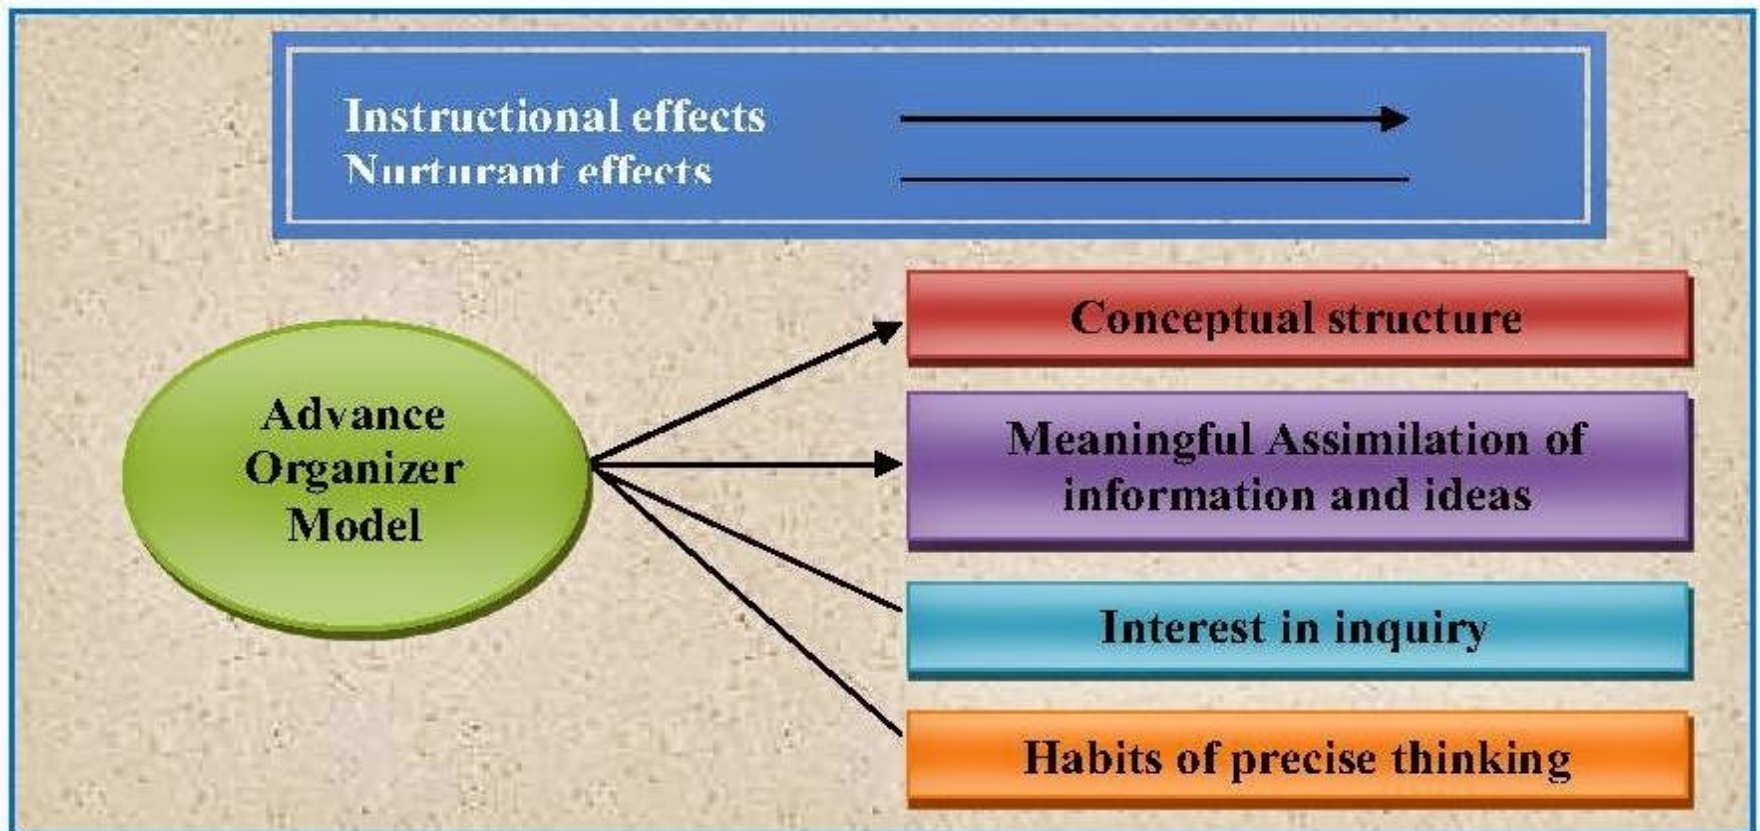 Instructional effects
Nurturant effects
Conceptual structure
Advance
Organizer
Model
Meaningful Assimilation of
information and ideas
Interest in inquiry
Habits of precise thinking